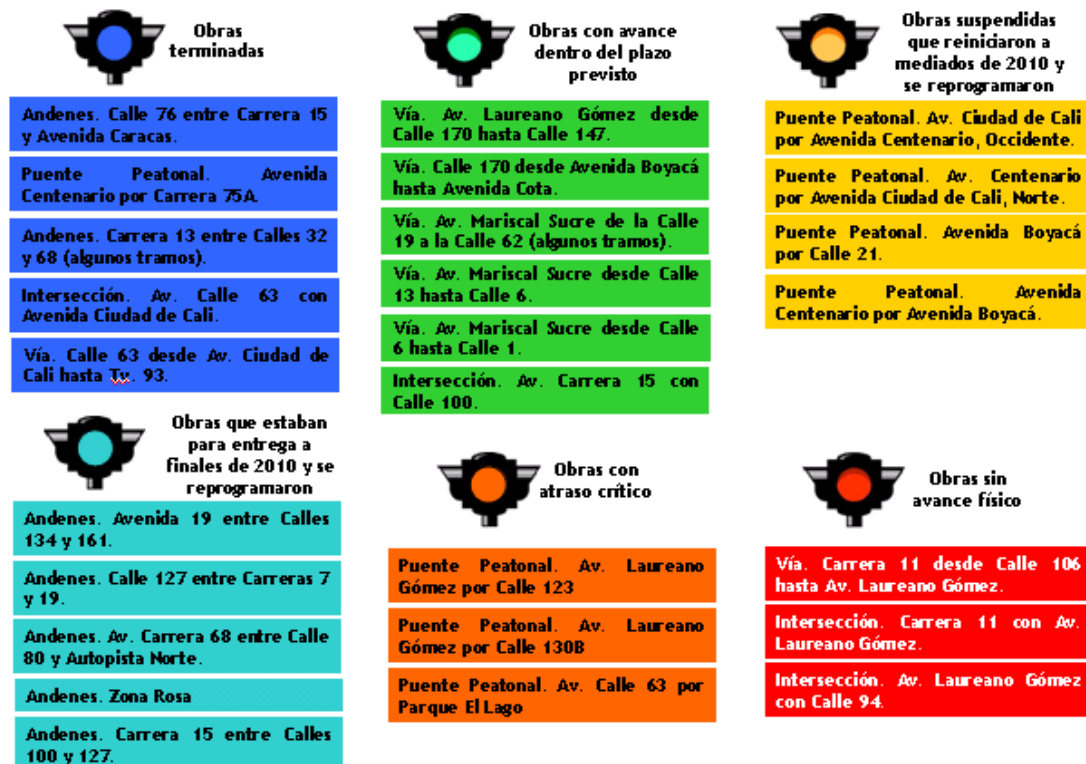 Obras
terminadas
Andenes. Calle 76 entre Carrera 15
y Avenida Caracas.
Puente Peatonal. Avenida
Centenario por Carrera 75A.
Andenes. Carrera 13 entre Calles 32
y 68 (algunos tramos).
Intersección. Av. Calle 63 con
Avenida Ciudad de Cali.
Vía. Calle 63 desde Av. Ciudad de
Cali hasta Tv. 93.
Obras con avance
dentro del plazo
previsto
Vía. Av. Laureano Gómez desde
Calle 170 hasta Calle 147.
Vía. Calle 170 desde Avenida Boyacá
hasta Avenida Cota.
Vía. Av. Mariscal Sucre de la Calle
19 a la Calle 62 (algunos tramos).
Vía. Av. Mariscal Sucre desde Calle
13 hasta Calle 6.
Vía. Av. Mariscal Sucre desde Calle
6 hasta Calle 1.
Intersección. Av. Carrera 15 con
Calle 100.
Obras suspendidas
que reiniciaron a
mediados de 2010 y
se reprogramaron
Puente Peatonal. Av. Ciudad de Cali
por Avenida Centenario, Occidente.
Puente Peatonal. Av. Centenario
por Avenida Ciudad de Cali, Norte.
Puente Peatonal. Avenida Boyacá
por Calle 21.
Puente Peatonal. Avenida
Centenario por Avenida Boyacá.
Obras que estaban
para entrega a
finales de 2010 y se
reprogramaron
Andenes. Avenida 19 entre Calles
134 y 161.
Andenes. Calle 127 entre Carreras 7
y 19.
Andenes. Av. Carrera 68 entre Calle
80 y Autopista Norte.
Andenes. Zona Rosa
Andenes. Carrera 15 entre Calles
100 y 127.
Obras con
atraso crítico
Puente Peatonal. Av. Laureano
Gómez por Calle 123
Puente Peatonal. Av. Laureano
Gómez por Calle 130B
Puente Peatonal. Av. Calle 63 por
Parque El Lago
Obras sin
avance físico
Vía. Carrera 11 desde Calle 106
hasta Av. Laureano Gómez.
Intersección. Carrera 11 con Av.
Laureano Gómez.
Intersección. Av. Laureano Gómez
con Calle 94.